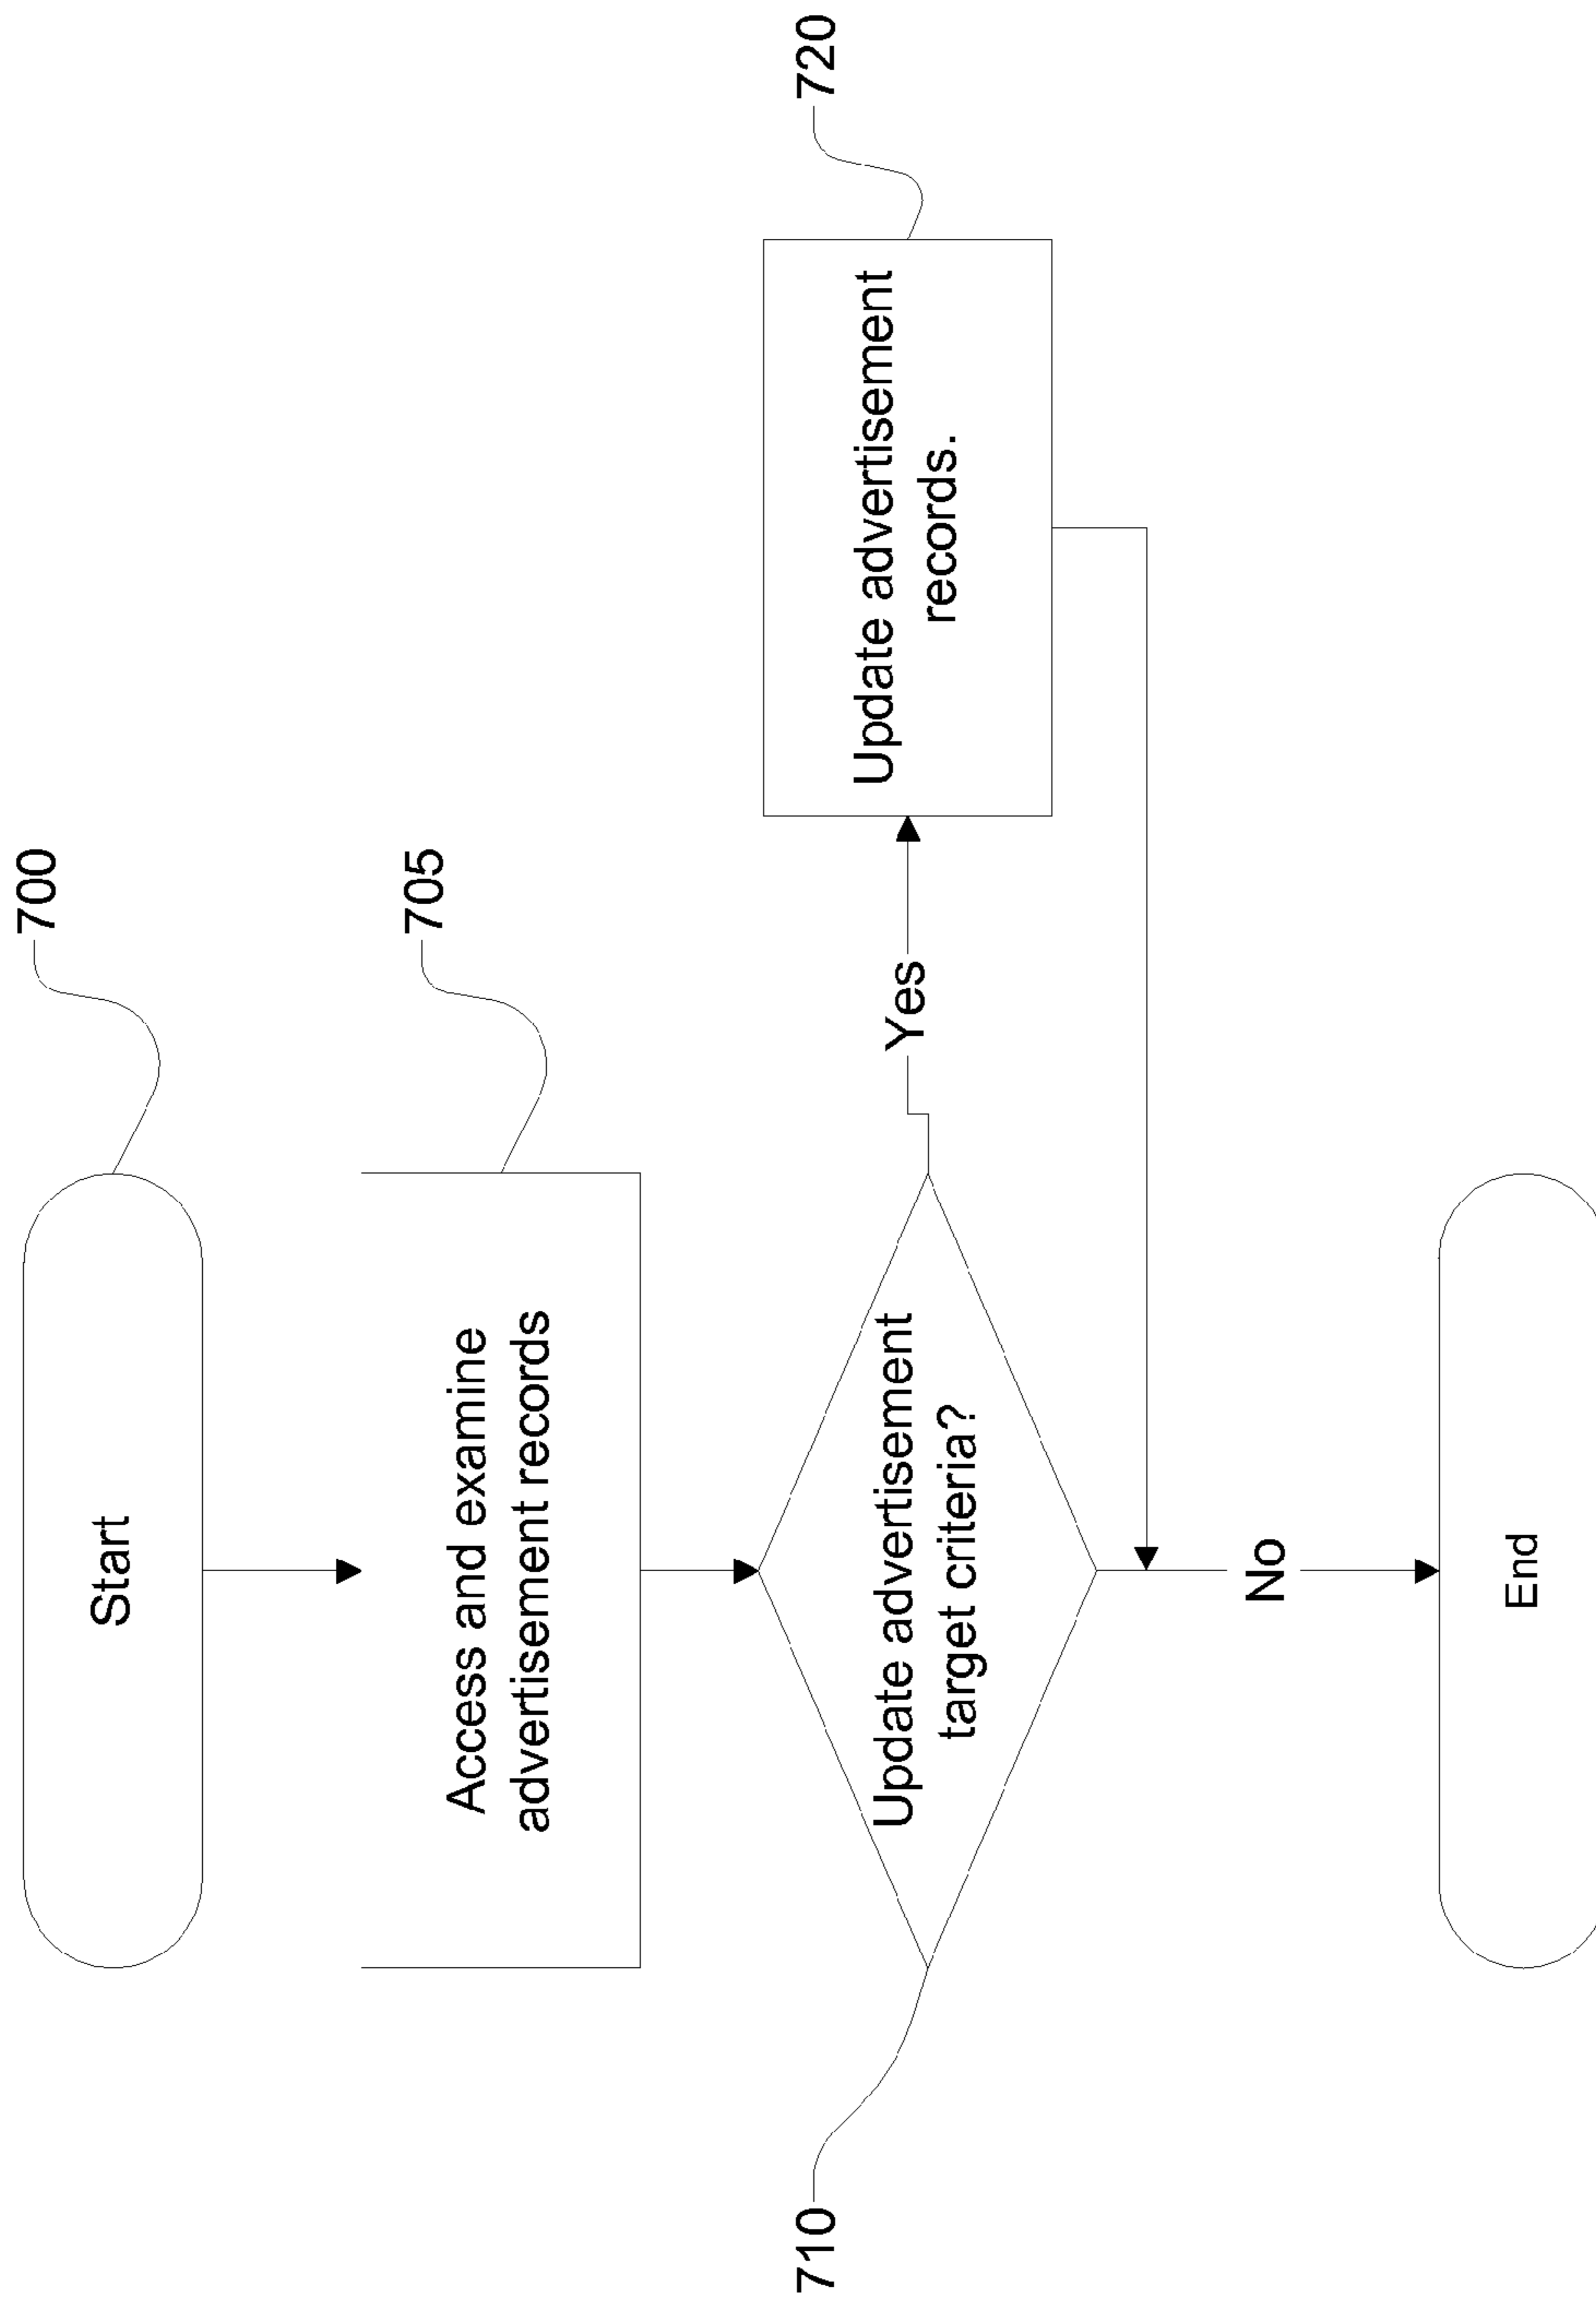 Start
700
Access and examine
advertisement records
705
710
Update advertisement
target criteria?
Yes
Update advertisement
records.
720
No
End